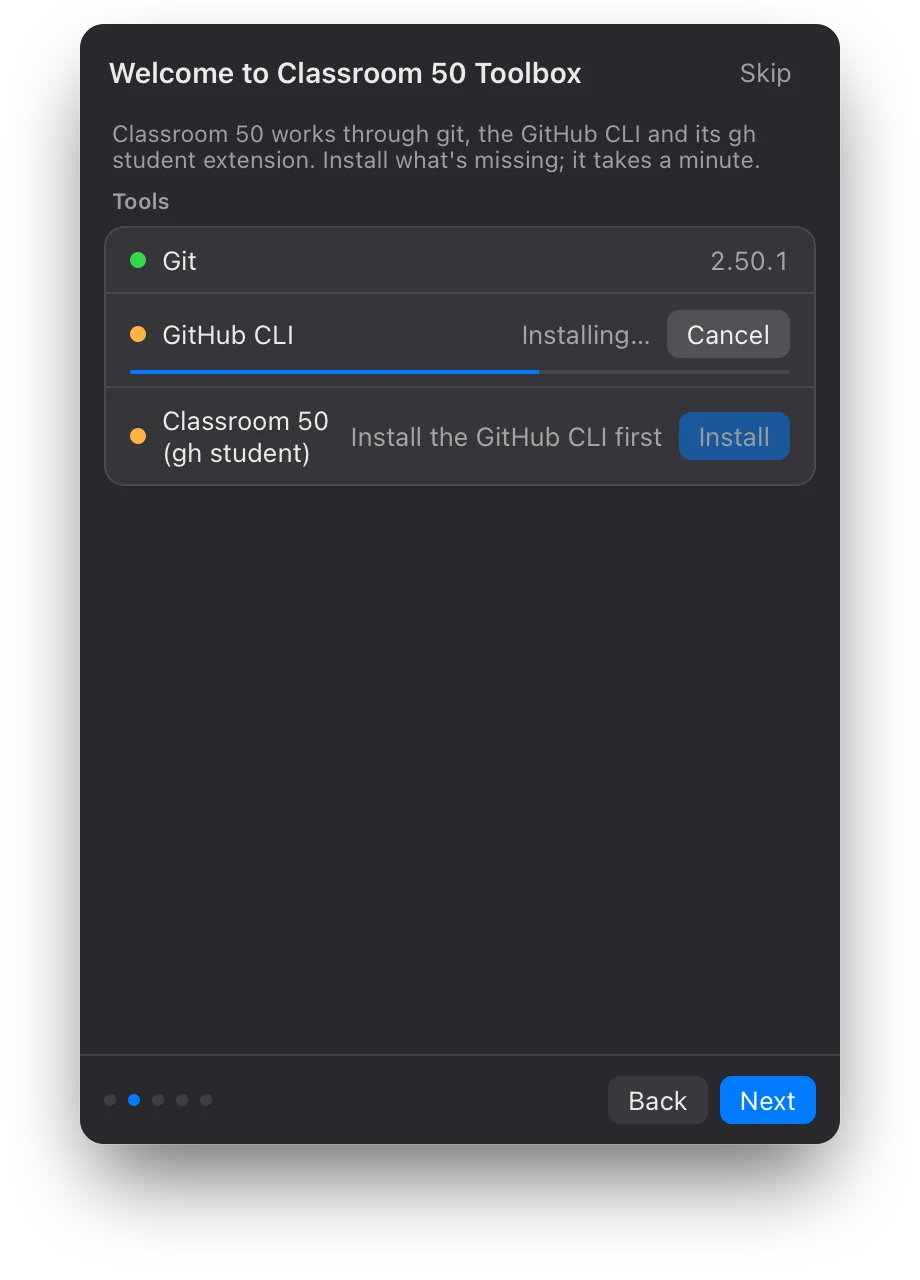 Welcome to Classroom 50 Toolbox
Skip
Classroom 50 works through git, the GitHub CLI and its gh
student extension. Install what's missing; it takes a minute.
Tools
Git
2.50.1
GitHub CLI
Installing...
Cancel
Classroom 50
(gh student)
Install the GitHub CLI first
Install
Back
Next